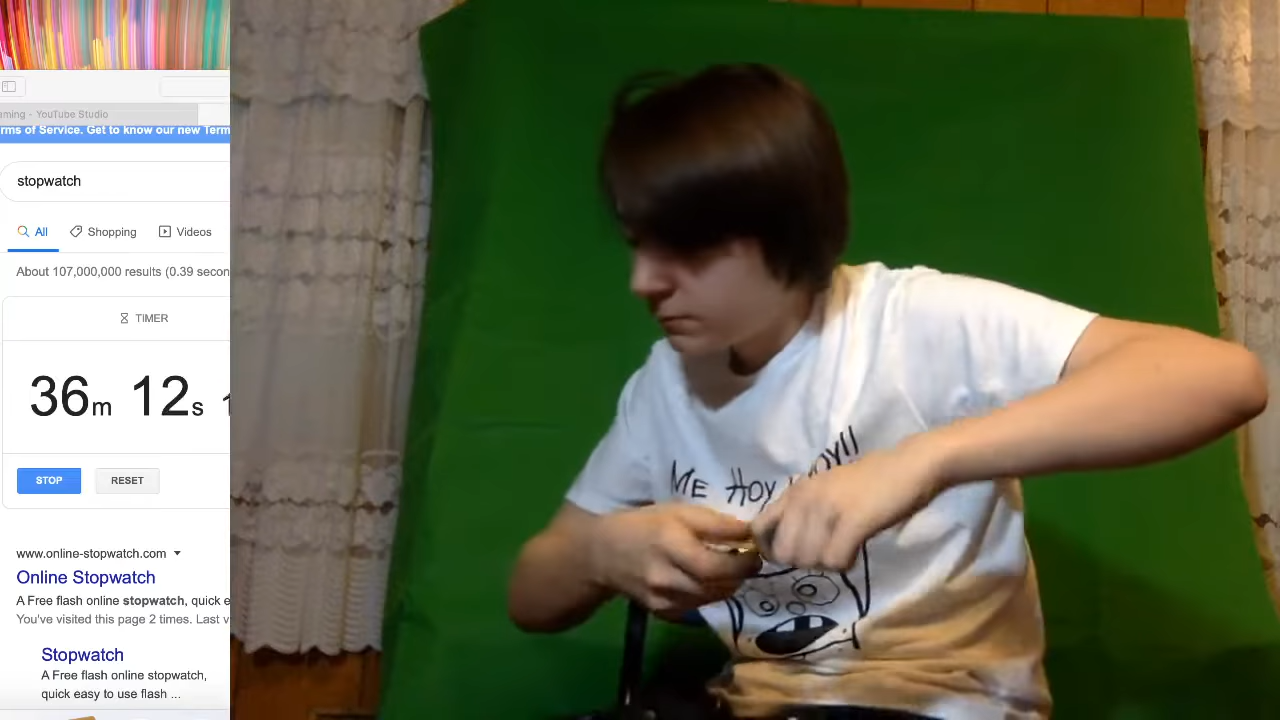 aming - YouTube Studio
rms of Service. Get to know our new Term
stopwatch
All Shopping Videos
About 107,000,000 results (0.39 secon
TIMER
36m 12s 1
STOP RESET
www.online-stopwatch.com
Online Stopwatch
A Free flash online stopwatch, quick e
You've visited this page 2 times. Last v
Stopwatch
A Free flash online stopwatch,
quick easy to use flash ...
ME HOY